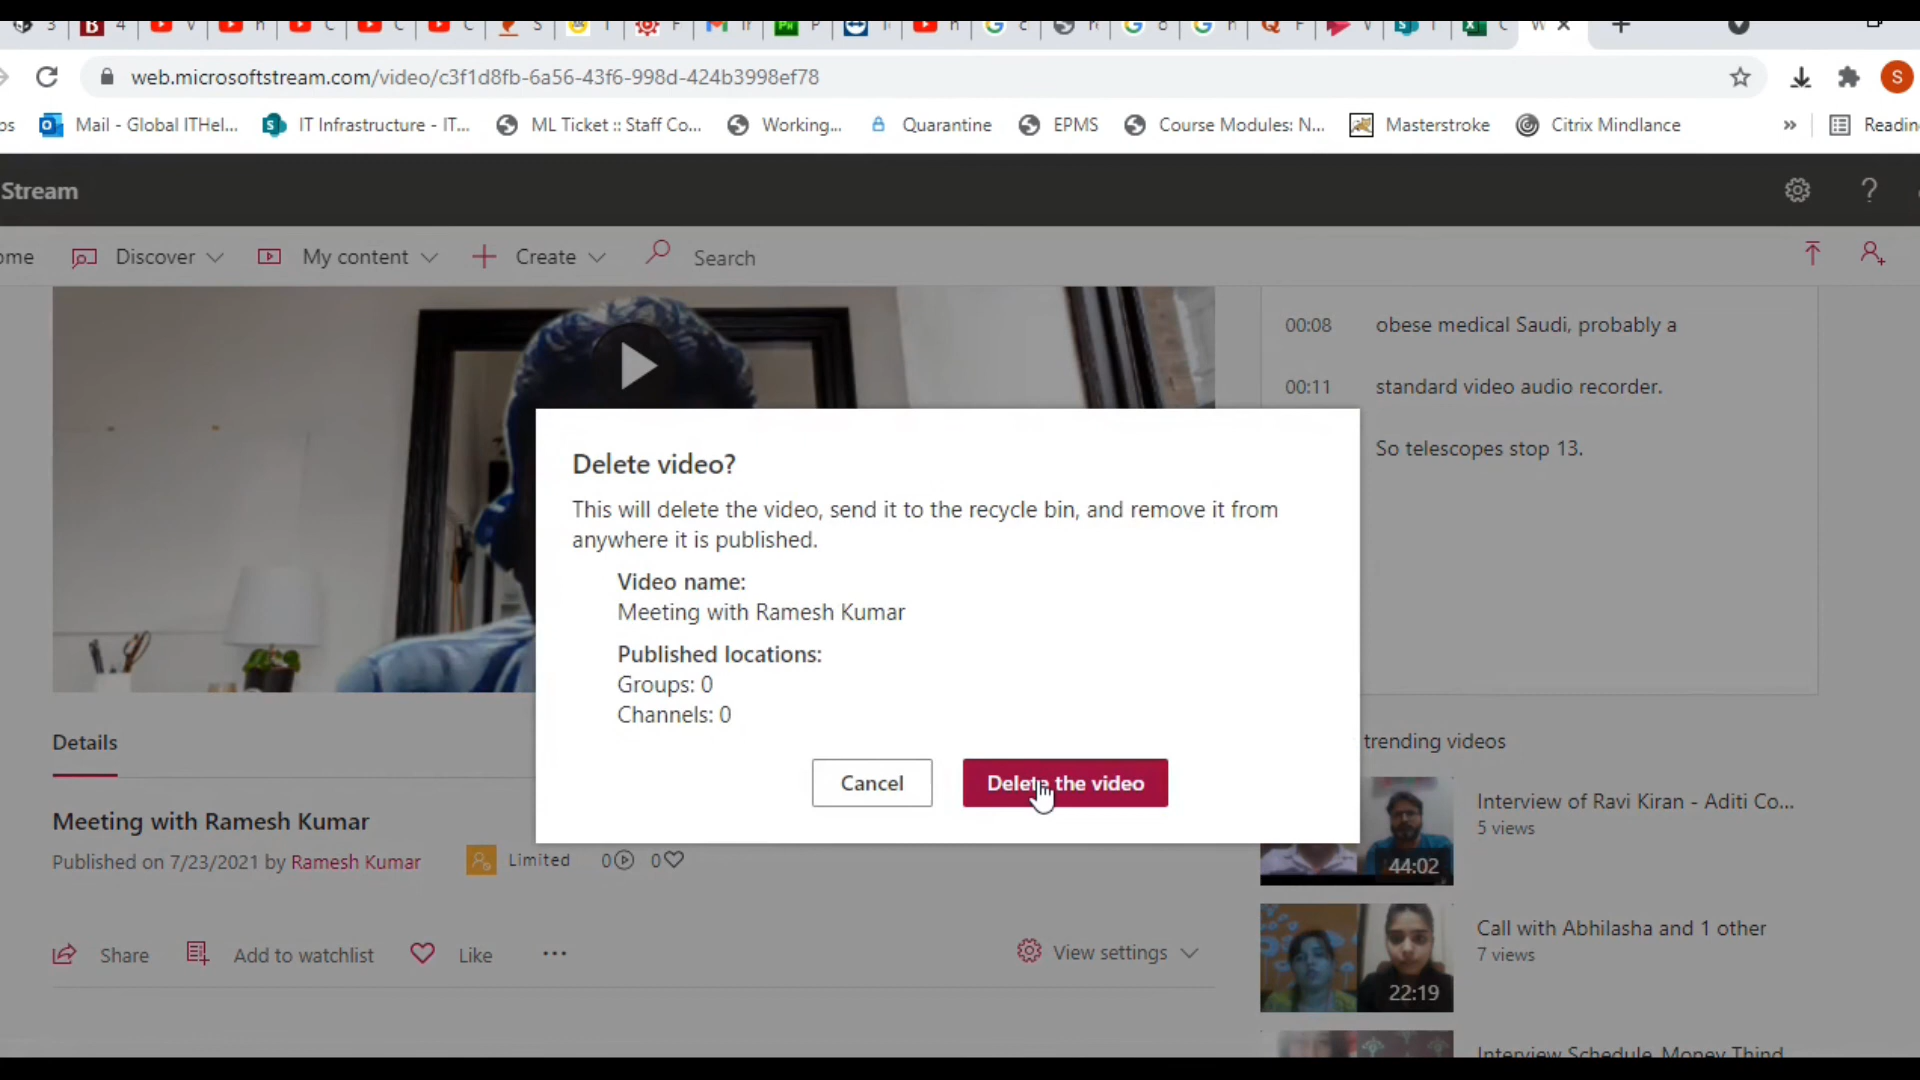 web.microsoftstream.com/video/c3f1d8fb-6a56-43f6-998d-424b3998ef78
S
ps Mail - Global ITHel... IT Infrastructure - IT... ML Ticket :: Staff Co... Working... Quarantine EPMS Course Modules: N... Masterstroke Citrix Mindlance » Readin
Stream ?
ome Discover My content Create Search
00:08 obese medical Saudi, probably a
00:11 standard video audio recorder.
So telescopes stop 13.
Delete video?
This will delete the video, send it to the recycle bin, and remove it from
anywhere it is published.
Video name:
Meeting with Ramesh Kumar
Published locations:
Groups: 0
Channels: 0
Cancel Delete the video
Details
Meeting with Ramesh Kumar
Published on 7/23/2021 by Ramesh Kumar Limited 0 0
Share Add to watchlist Like ... View settings
trending videos
Interview of Ravi Kiran - Aditi Co...
5 views
44:02
Call with Abhilasha and 1 other
7 views
22:19
Interview Schedule Money Thind